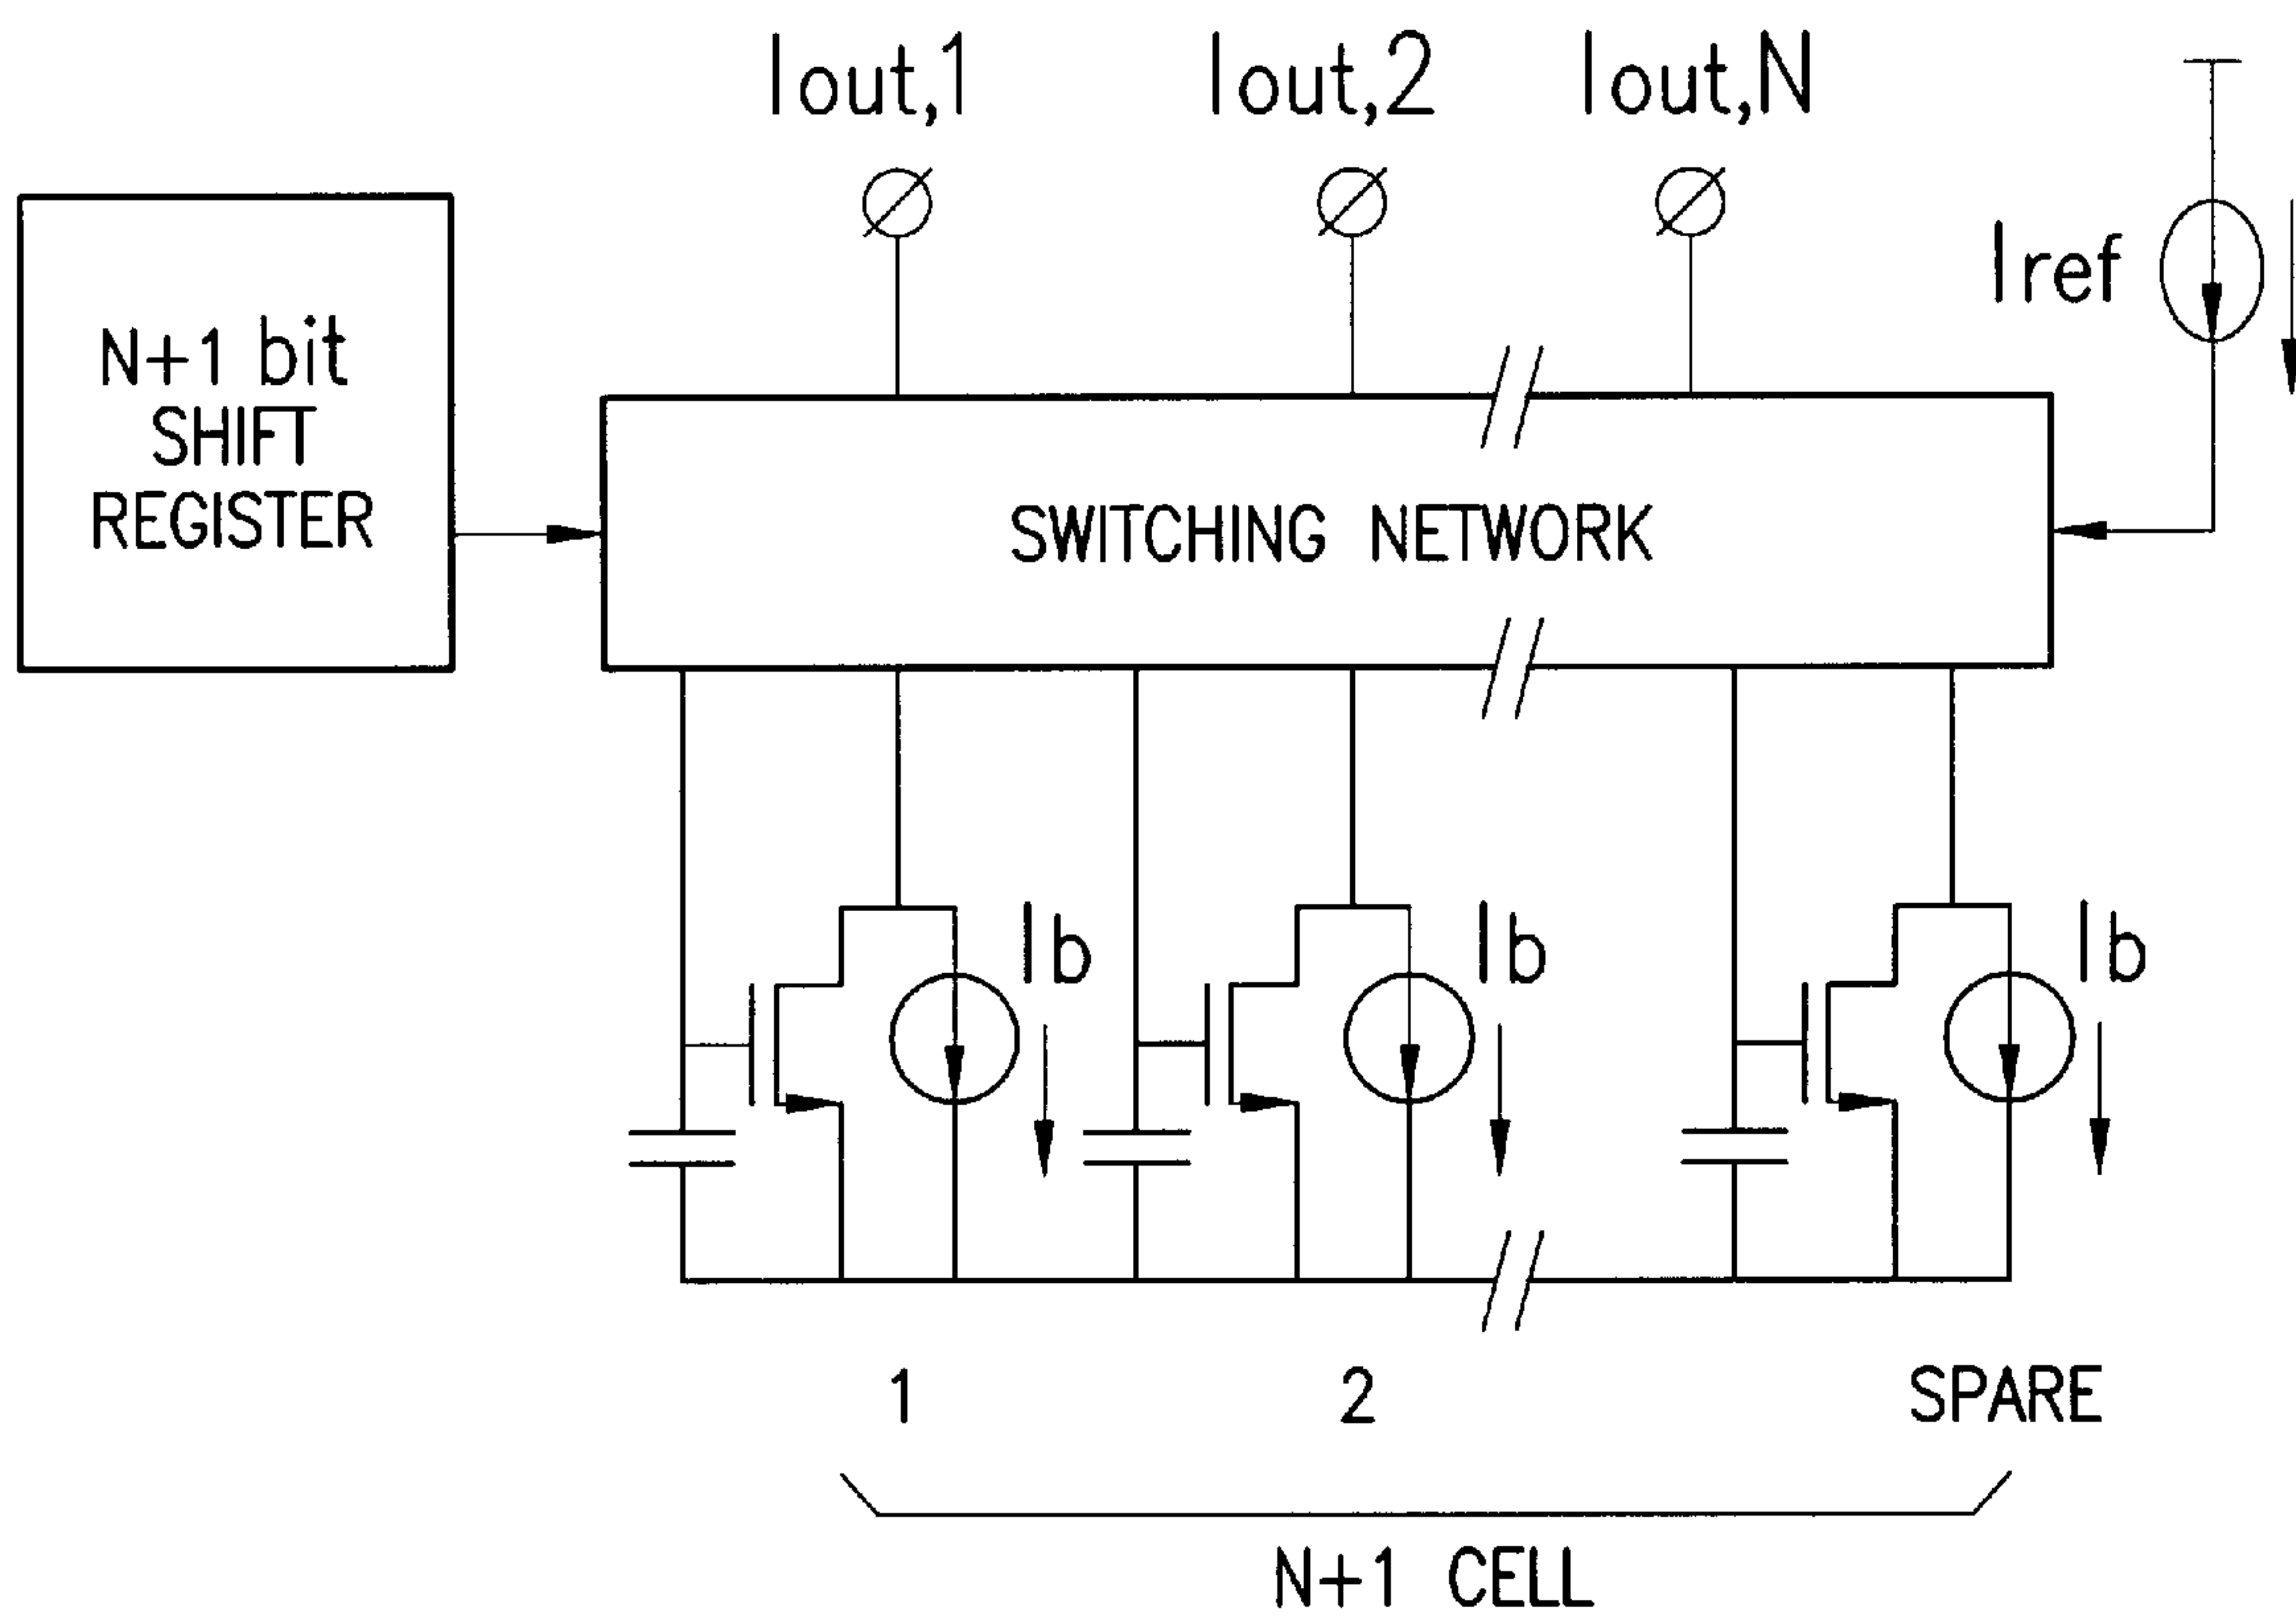 Iout,1
Iout,2
Iout,N
Iref
N+1 bit
SHIFT
REGISTER
SWITCHING NETWORK
Ib
Ib
Ib
1
2
SPARE
N+1 CELL